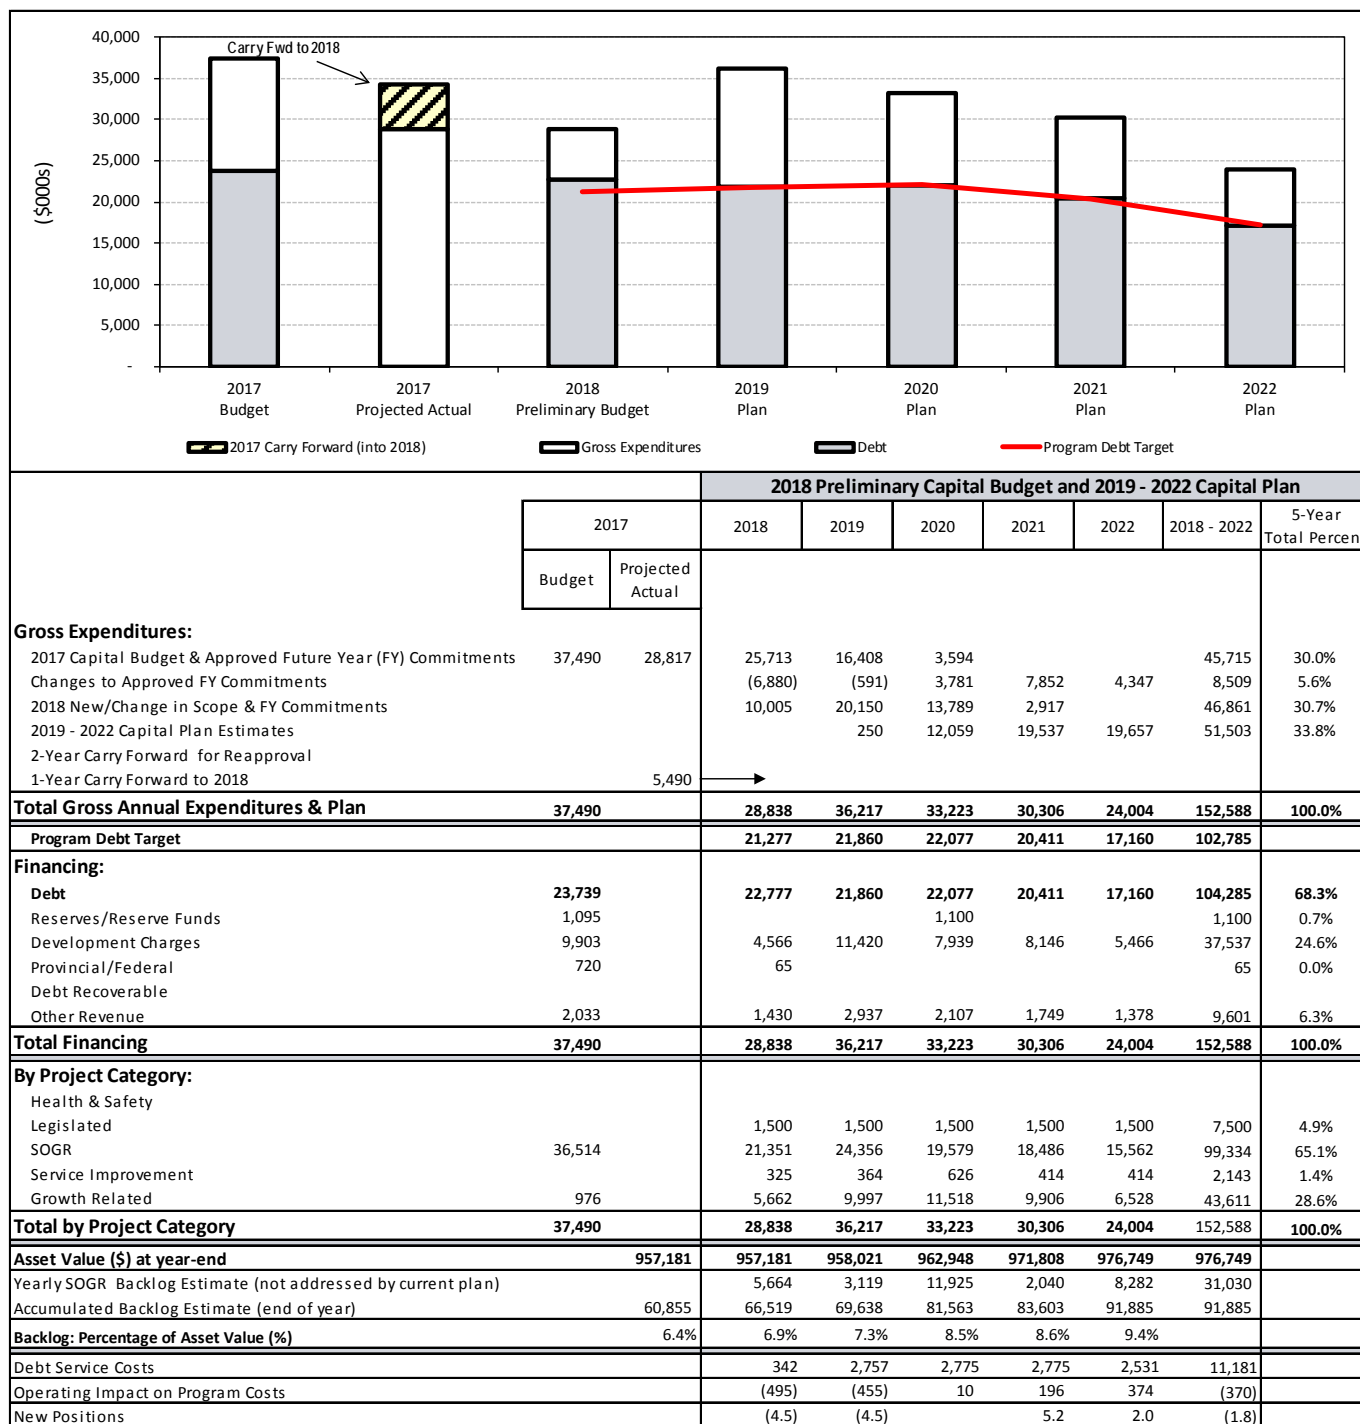 40,000
Carry Fwd to 2018
35,000
30,000
25,000
($000s)
20,000
15,000
10,000
5,000
-
2017 2017 2018 2019 2020 2021 2022
Budget Projected Actual Preliminary Budget Plan Plan Plan Plan
2017 Carry Forward (into 2018) Gross Expenditures Debt Program Debt Target
2018 Preliminary Capital Budget and 2019 - 2022 Capital Plan
2017 2018 2019 2020 2021 2022 2018 - 2022 5-Year
Total Percen
Budget Projected
Actual
Gross Expenditures:
2017 Capital Budget & Approved Future Year (FY) Commitments 37,490 28,817 25,713 16,408 3,594 45,715 30.0%
Changes to Approved FY Commitments (6,880) (591) 3,781 7,852 4,347 8,509 5.6%
2018 New/Change in Scope & FY Commitments 10,005 20,150 13,789 2,917 46,861 30.7%
2019 - 2022 Capital Plan Estimates 250 12,059 19,537 19,657 51,503 33.8%
2-Year Carry Forward for Reapproval
1-Year Carry Forward to 2018 5,490
Total Gross Annual Expenditures & Plan 37,490 28,838 36,217 33,223 30,306 24,004 152,588 100.0%
Program Debt Target 21,277 21,860 22,077 20,411 17,160 102,785
Financing:
Debt 23,739 22,777 21,860 22,077 20,411 17,160 104,285 68.3%
Reserves/Reserve Funds 1,095 1,100 1,100 0.7%
Development Charges 9,903 4,566 11,420 7,939 8,146 5,466 37,537 24.6%
Provincial/Federal 720 65 65 0.0%
Debt Recoverable
Other Revenue 2,033 1,430 2,937 2,107 1,749 1,378 9,601 6.3%
Total Financing 37,490 28,838 36,217 33,223 30,306 24,004 152,588 100.0%
By Project Category:
Health & Safety
Legislated 1,500 1,500 1,500 1,500 1,500 7,500 4.9%
SOGR 36,514 21,351 24,356 19,579 18,486 15,562 99,334 65.1%
Service Improvement 325 364 626 414 414 2,143 1.4%
Growth Related 976 5,662 9,997 11,518 9,906 6,528 43,611 28.6%
Total by Project Category 37,490 28,838 36,217 33,223 30,306 24,004 152,588 100.0%
Asset Value ($) at year-end 957,181 957,181 958,021 962,948 971,808 976,749 976,749
Yearly SOGR Backlog Estimate (not addressed by current plan) 5,664 3,119 11,925 2,040 8,282 31,030
Accumulated Backlog Estimate (end of year) 60,855 66,519 69,638 81,563 83,603 91,885 91,885
Backlog: Percentage of Asset Value (%) 6.4% 6.9% 7.3% 8.5% 8.6% 9.4%
Debt Service Costs 342 2,757 2,775 2,775 2,531 11,181
Operating Impact on Program Costs (495) (455) 10 196 374 (370)
New Positions (4.5) (4.5) 5.2 2.0 (1.8)